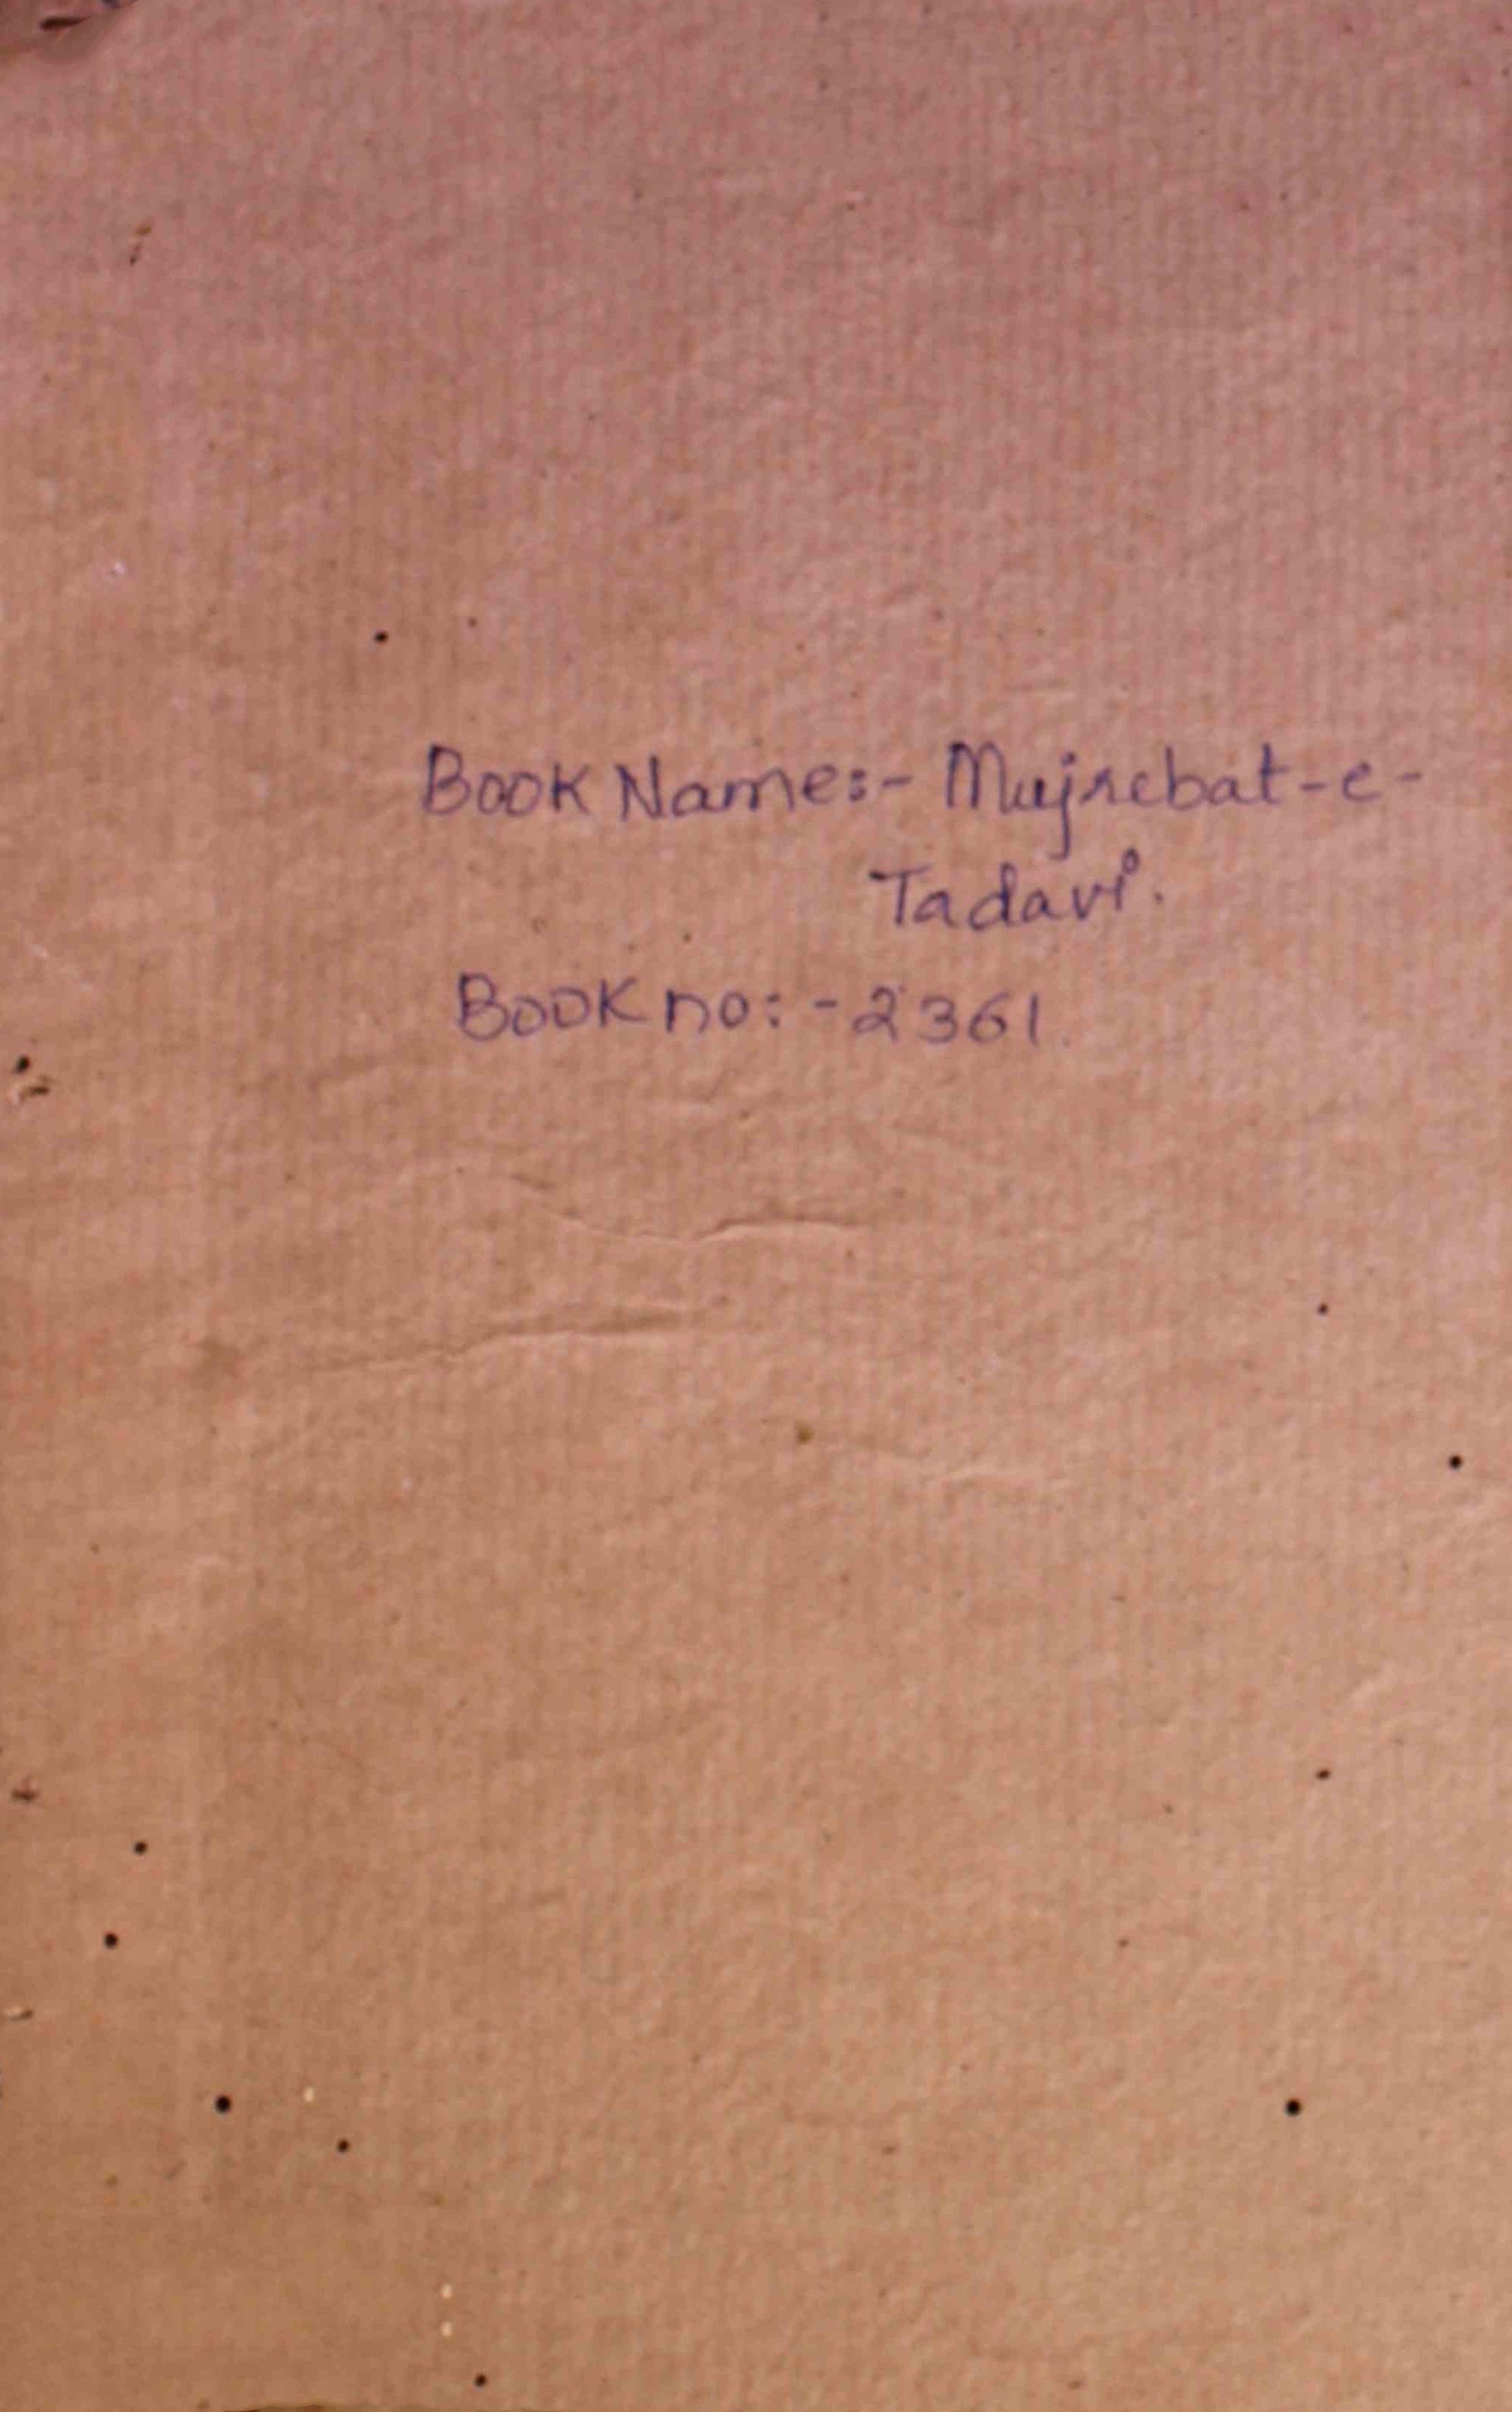 Book Name:- Mujrebat-e-
Tadavi.
Book no:-2361